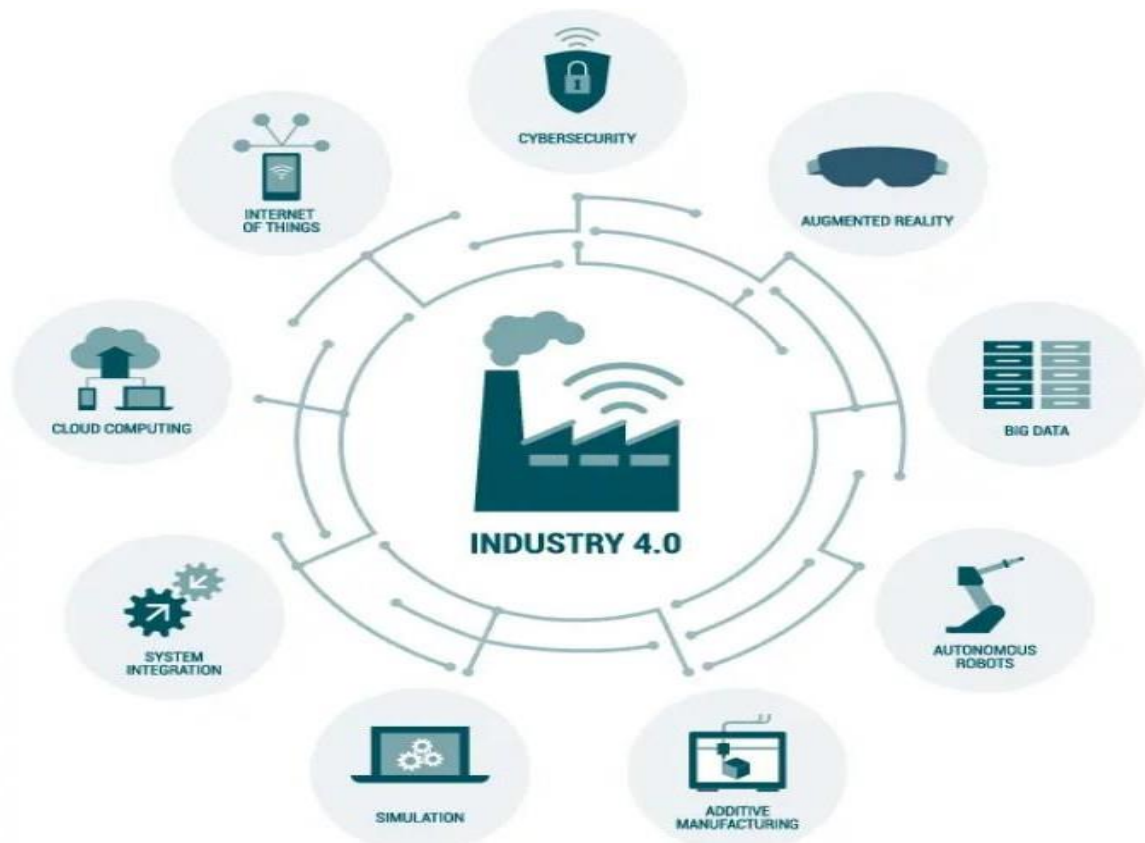 CYBERSECURITY
AUGMENTED REALITY
BIG DATA
AUTONOMOUS
ROBOTS
ADDITIVE
MANUFACTURING
SIMULATION
SYSTEM
INTEGRATION
CLOUD COMPUTING
INTERNET
OF THINGS
INDUSTRY 4.0